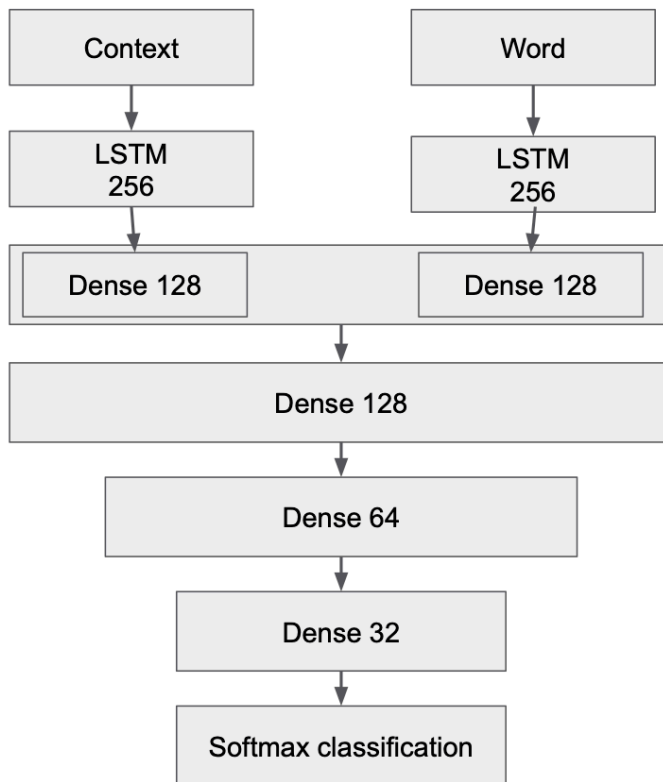 Context
Word
LSTM
256
LSTM
256
Dense 128
Dense 128
Dense 128
Dense 64
Dense 32
Softmax classification